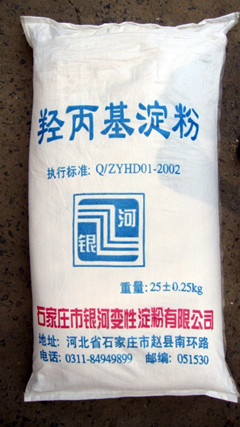 羟丙基淀粉
执行标准: Q/ZYHD01-2002
河
银
重量: 25±0.25kg
石家庄市银河变性淀粉有限公司
地址: 河北省石家庄市赵县南环路
电话: 0311-84949899 邮编: 051530